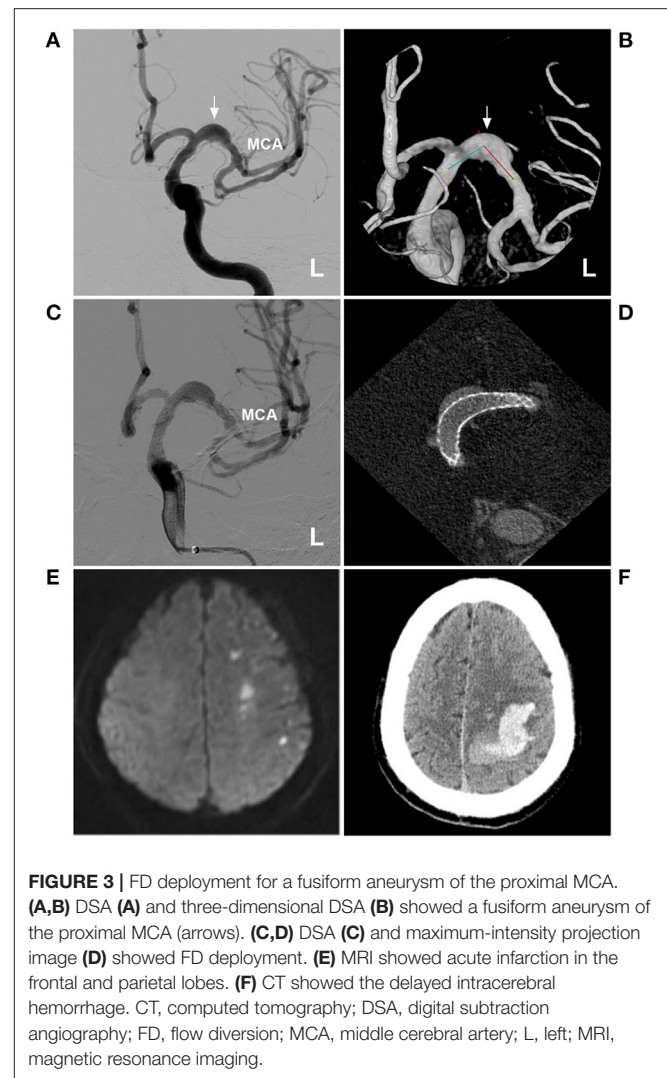 A
B
MCA
L
L
C
D
MCA
L
E
F
FIGURE 3 | FD deployment for a fusiform aneurysm of the proximal MCA.
(A,B) DSA (A) and three-dimensional DSA (B) showed a fusiform aneurysm of
the proximal MCA (arrows). (C,D) DSA (C) and maximum-intensity projection
image (D) showed FD deployment. (E) MRI showed acute infarction in the
frontal and parietal lobes. (F) CT showed the delayed intracerebral
hemorrhage. CT, computed tomography; DSA, digital subtraction
angiography; FD, flow diversion; MCA, middle cerebral artery; L, left; MRI,
magnetic resonance imaging.